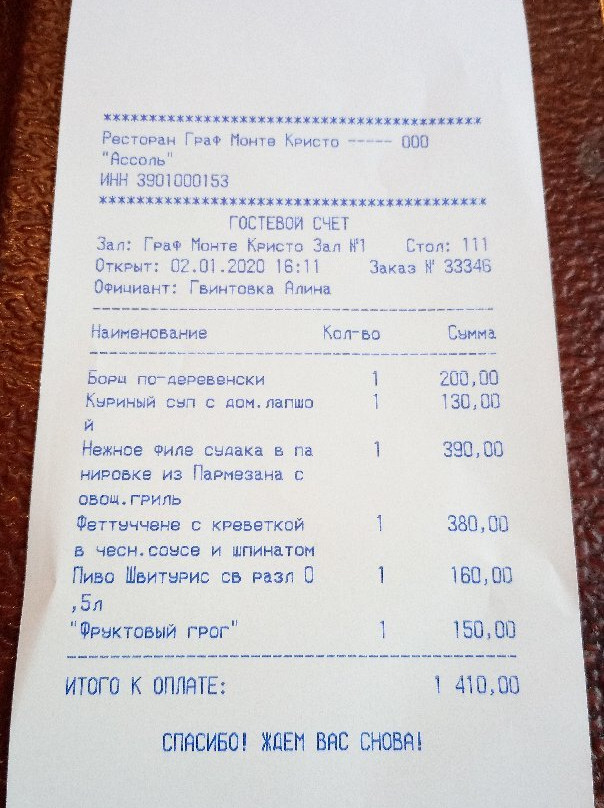 *****************************************
Ресторан Граф Монте Кристо ----- ООО
"Ассоль"
ИНН 3901000153
*****************************************
ГОСТЕВОЙ СЧЕТ
Зал: Граф Монте Кристо Зал №1 Стол: 111
Открыт: 02.01.2020 16:11 Заказ № 33346
Официант: Гвинтовка Алина
Наименование Кол-во Сумма
Борщ по-деревенски 1 200,00
Куриный суп с дом.лапшо 1 130,00
й
Нежное филе судака в па 1 390,00
нировке из Пармезана с
овощ.гриль
Феттуччене с креветкой 1 380,00
в чесн.соусе и шпинатом
Пиво Швитурис св разл 0 1 160,00
,5л
"Фруктовый грог" 1 150,00
ИТОГО К ОПЛАТЕ: 1 410,00
СПАСИБО! ЖДЕМ ВАС СНОВА!